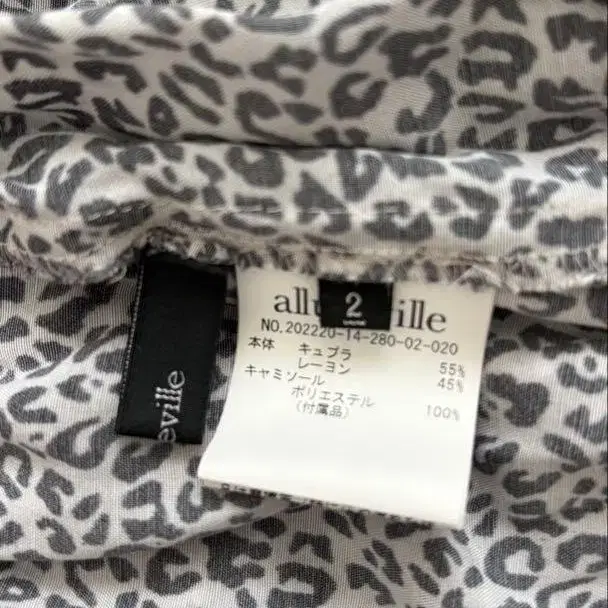 2
allu ille
NO.202220-14-280-02-020
本体 キュプラ 55%
レーヨン 45%
キャミソール
ポリエステル 100%
(付属品)
eville